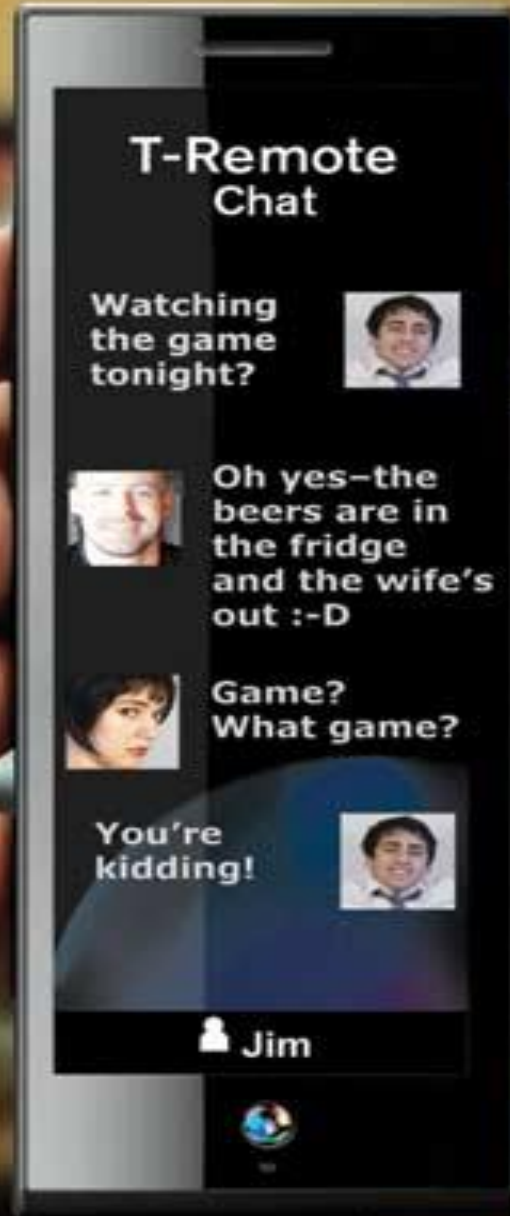 T-Remote
Chat
Watching
the game
tonight?
Oh yes–the
beers are in
the fridge
and the wife's
out :-D
Game?
What game?
You're
kidding!
Jim